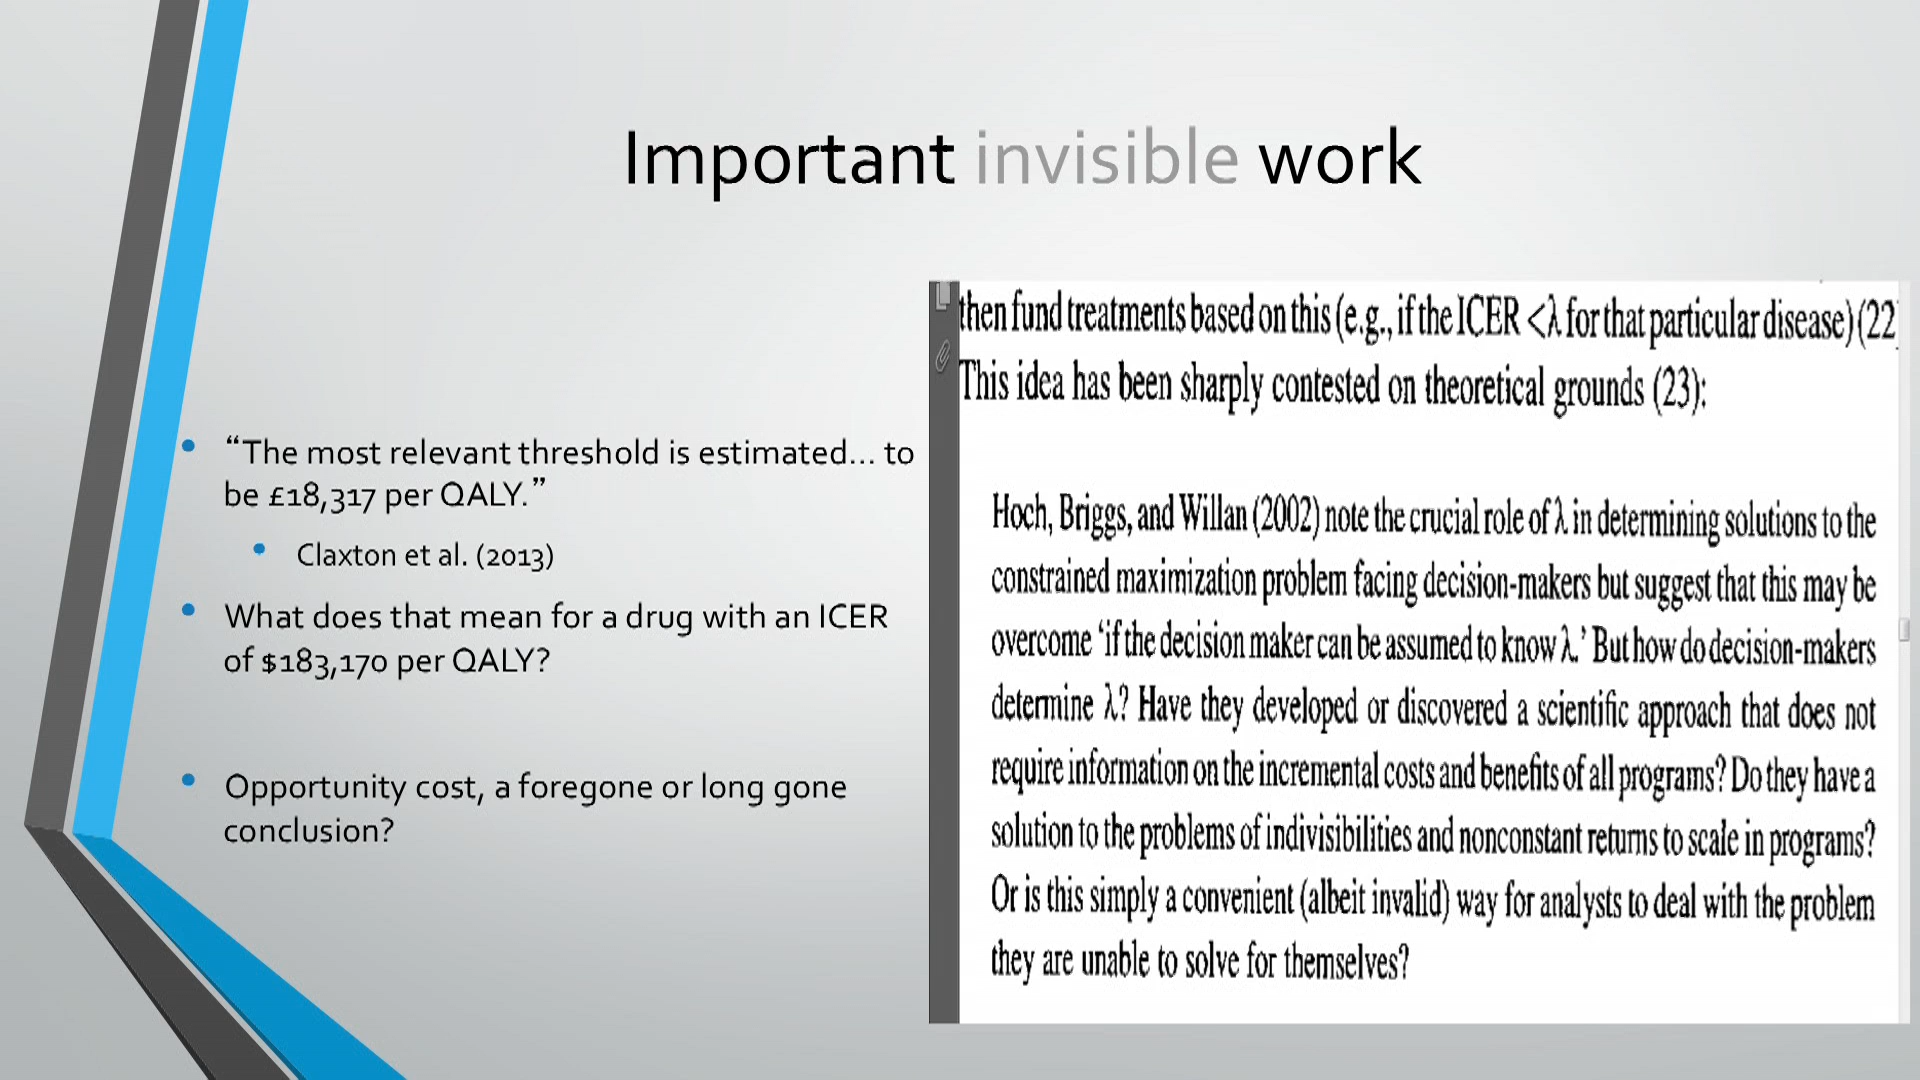 Important invisible work
• “The most relevant threshold is estimated… to
be £18,317 per QALY.”
• Claxton et al. (2013)
• What does that mean for a drug with an ICER
of $183,170 per QALY?
• Opportunity cost, a foregone or long gone
conclusion?
then fund treatments based on this (e.g., if the ICER <λ for that particular disease) (22)
This idea has been sharply contested on theoretical grounds (23):
Hoch, Briggs, and Willan (2002) note the crucial role of λ in determining solutions to the
constrained maximization problem facing decision-makers but suggest that this may be
overcome ‘if the decision maker can be assumed to know λ.’ But how do decision-makers
determine λ? Have they developed or discovered a scientific approach that does not
require information on the incremental costs and benefits of all programs? Do they have a
solution to the problems of indivisibilities and nonconstant returns to scale in programs?
Or is this simply a convenient (albeit invalid) way for analysts to deal with the problem
they are unable to solve for themselves?